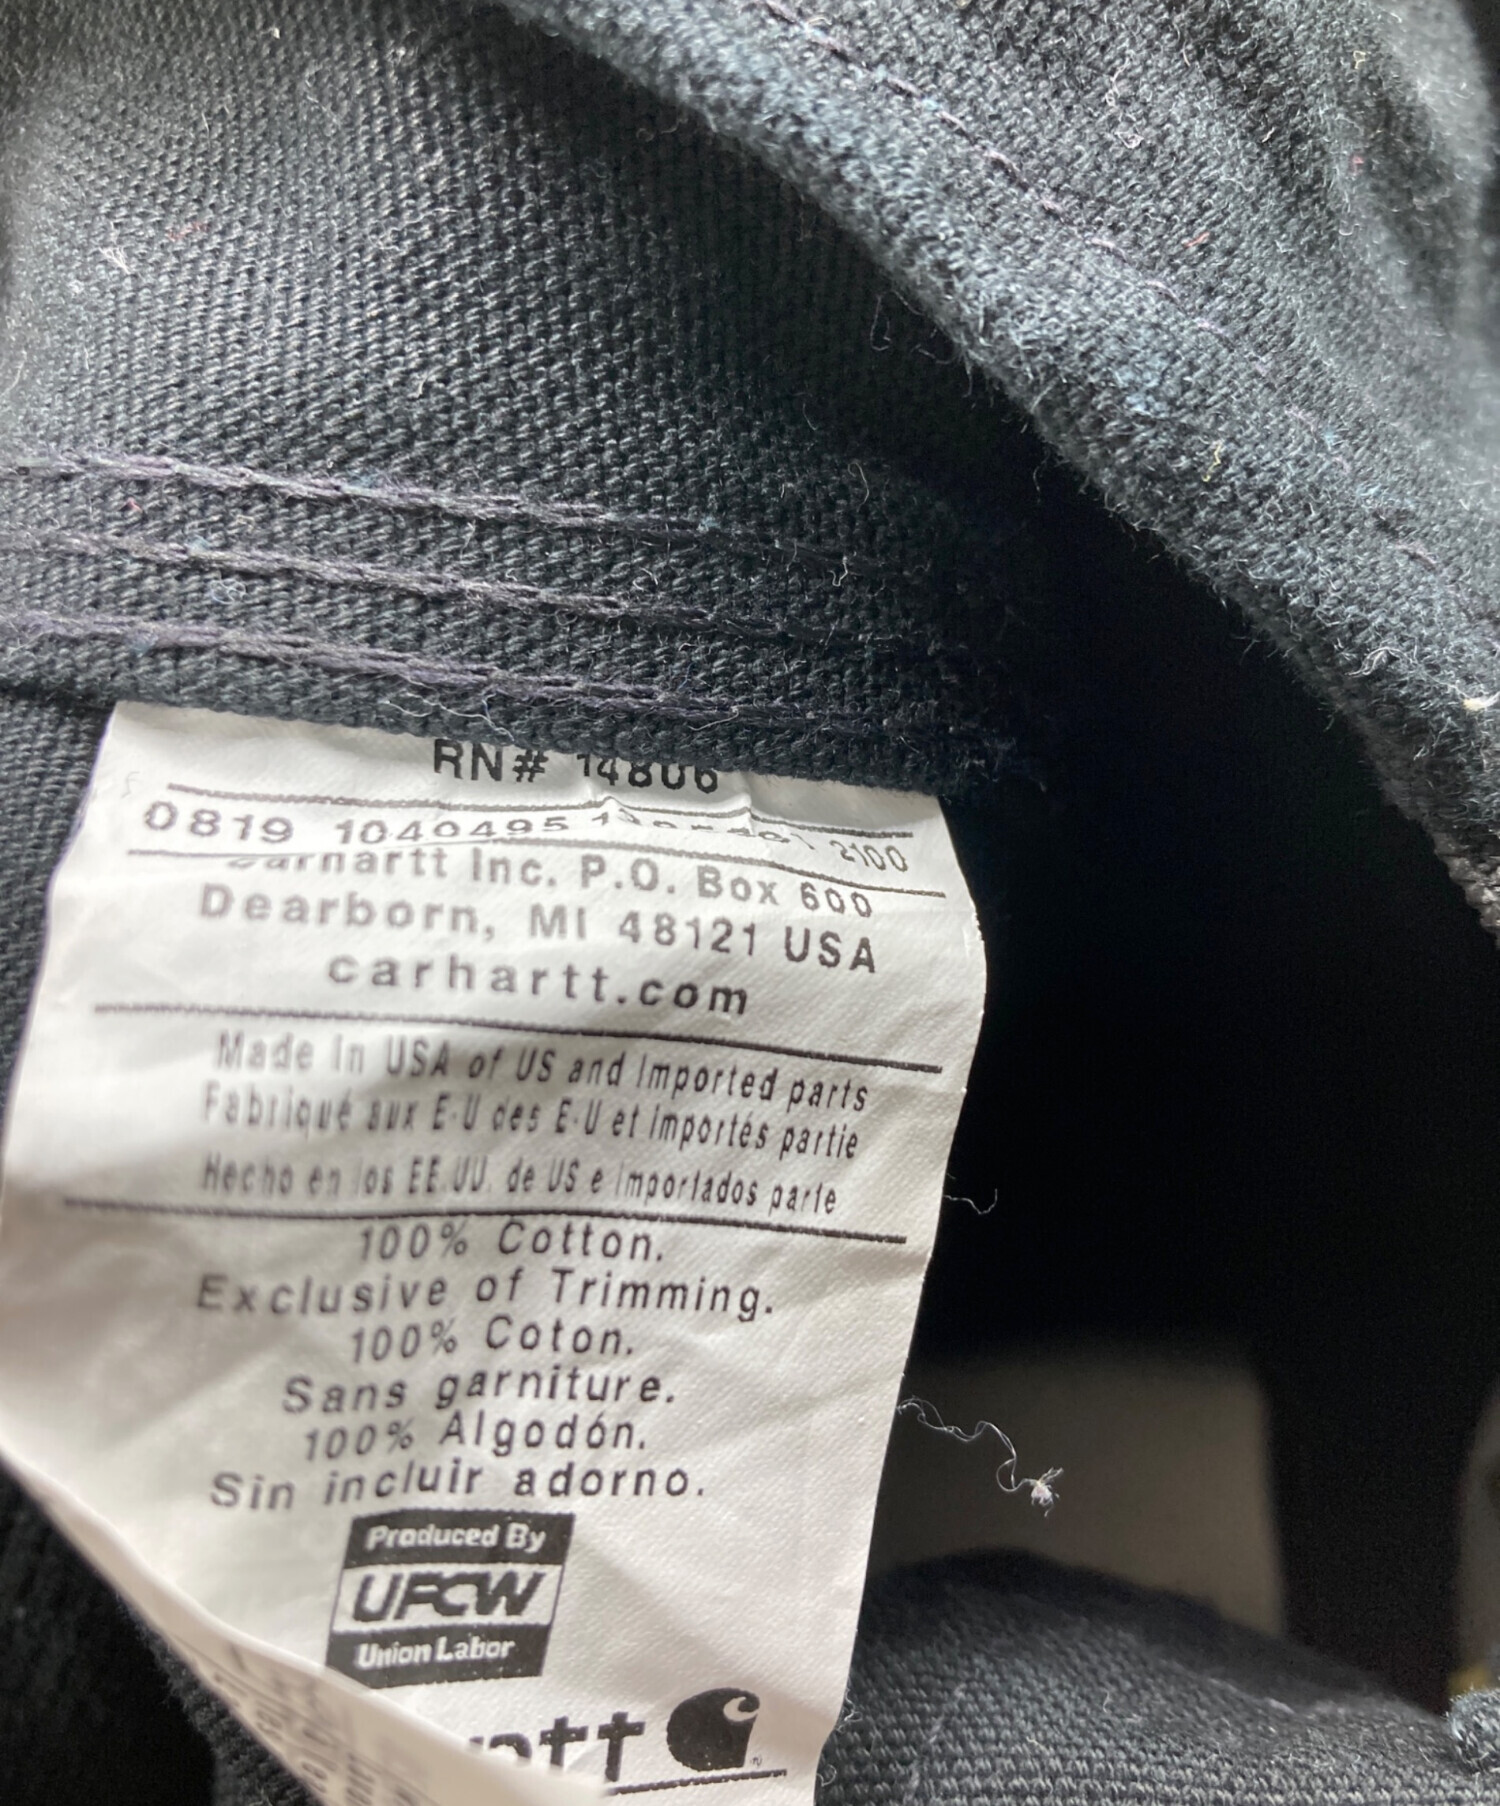 RN# 14806
0819 1040495 2100
Carhartt Inc. P.O. Box 600
Dearborn, MI 48121 USA
carhartt.com
Made In USA of US and Imported parts
Fabriqué aux E-U des E-U et importés partie
Hecho en los EE.UU. de US e Importados parte
100% Cotton.
Exclusive of Trimming.
100% Coton.
Sans garniture.
100% Algodón.
Sin incluir adorno.
Produced By
UFCW
Union Labor